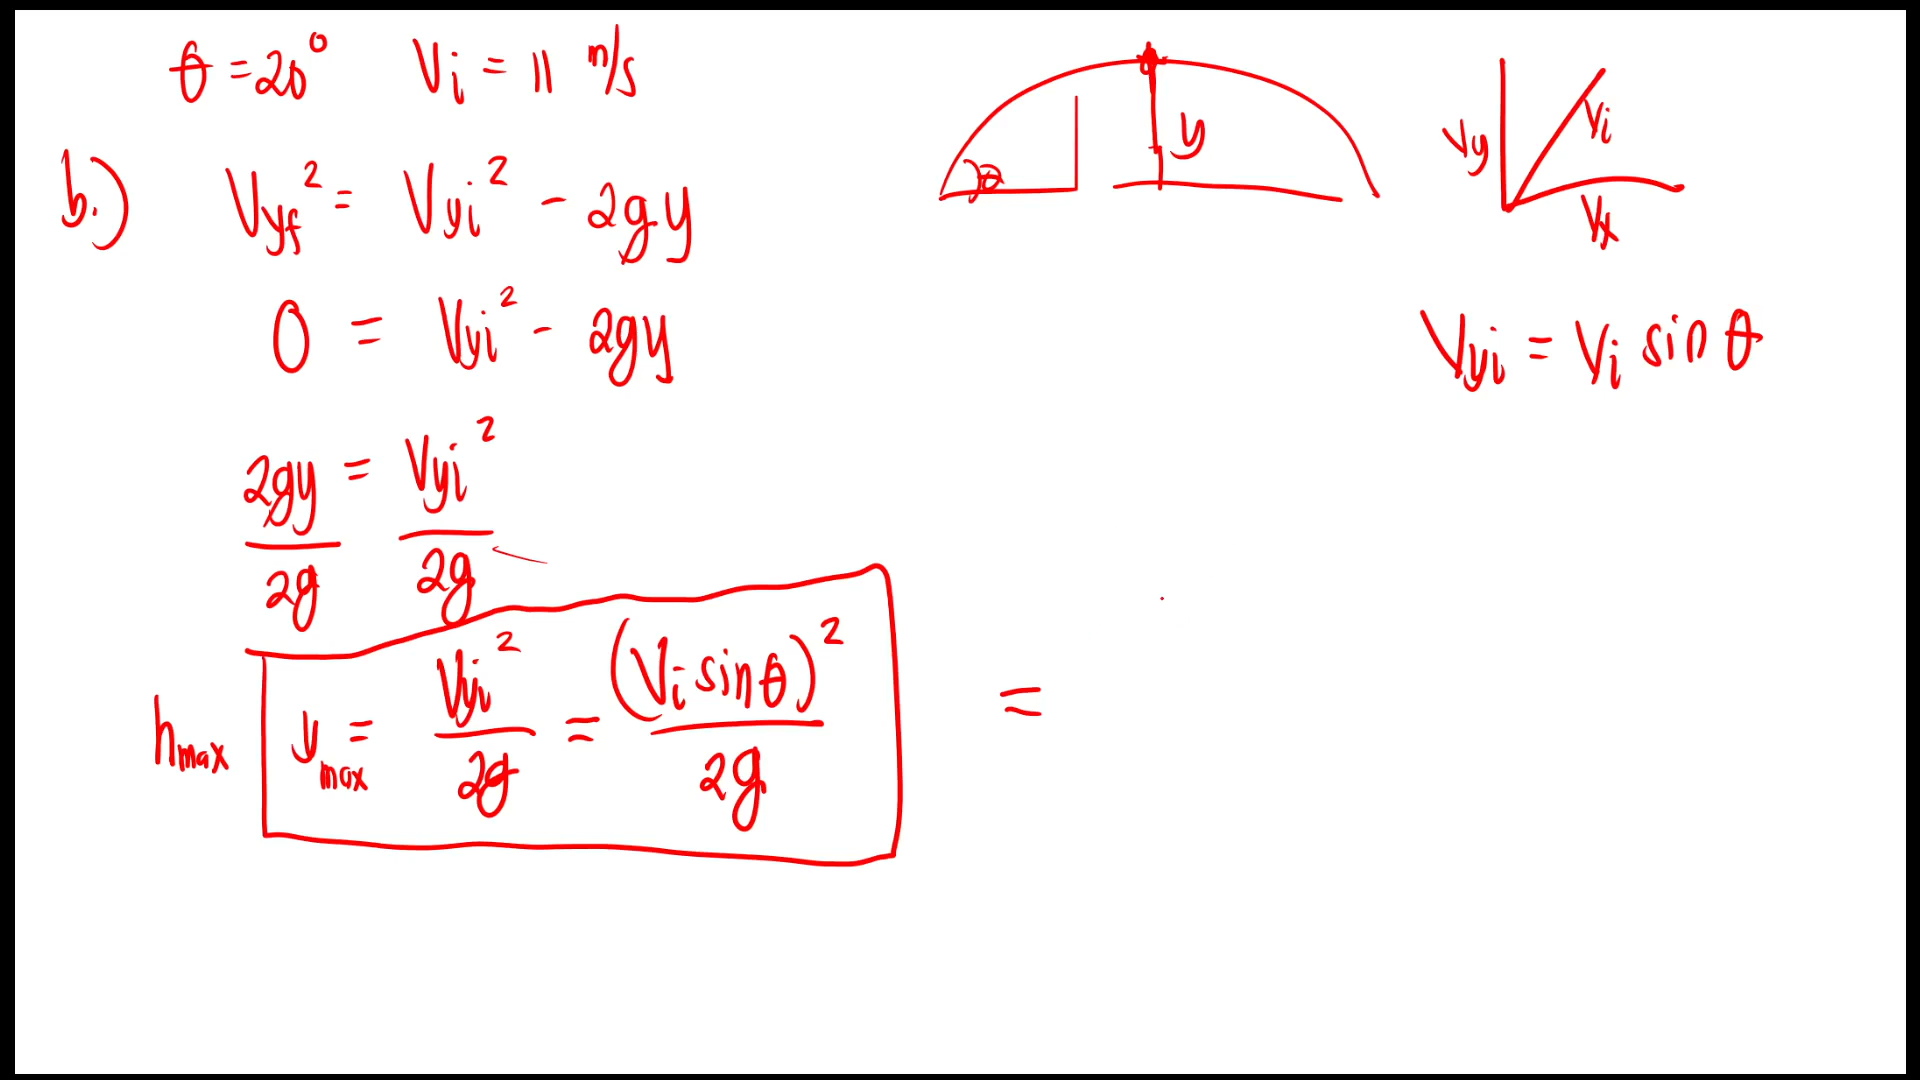 θ = 20° Vi = 11 m/s
b.) Vyf² = Vyi² - 2gy
0 = Vyi² - 2gy
2gy/2g = Vyi²/2g
hmax ymax = Vyi²/2g = (Vi sinθ)²/2g =
θ y
Vy Vi Vx
Vyi = Vi sin θ